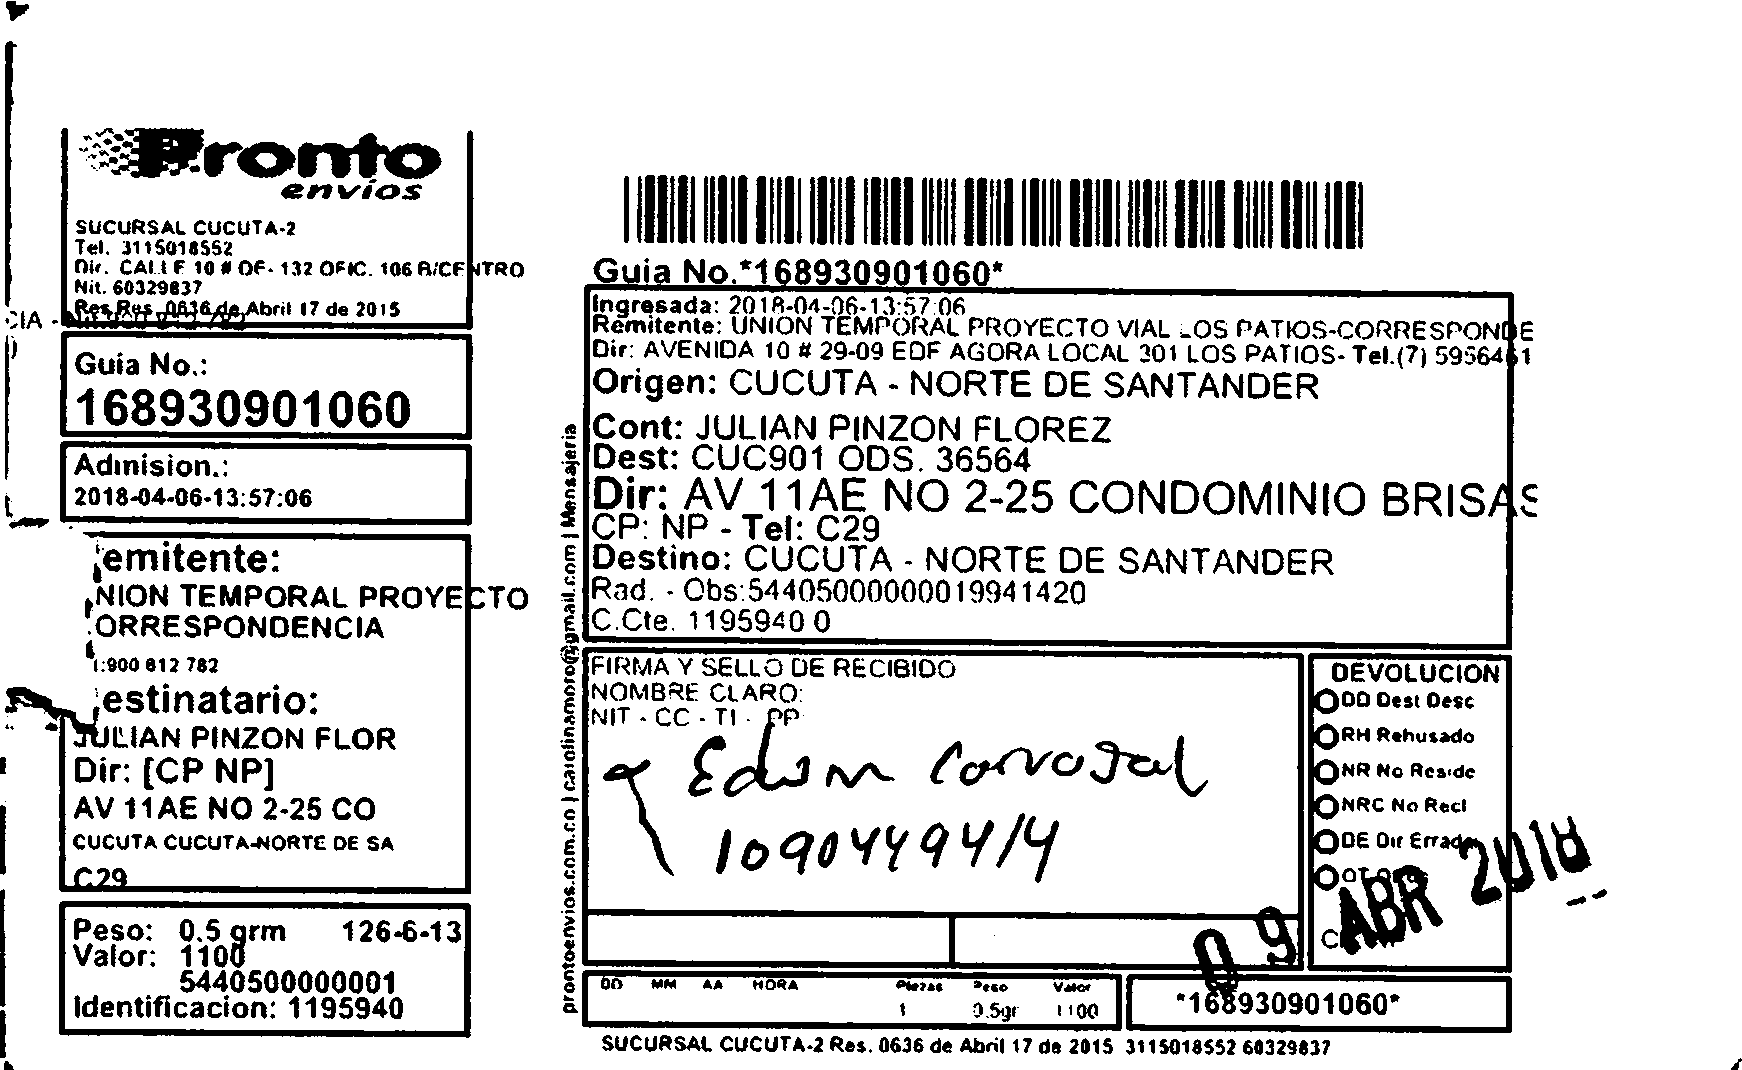 Pronto
envios
SUCURSAL CUCUTA-2
Tel. 3115018552
Dir. CALLE 10 # OE- 132 OFIC. 106 B/CENTRO
Nit. 60329837
Res Res. 0636 de Abril 17 de 2015
CIA -
Guia No.:
168930901060
Admision.:
2018-04-06-13:57:06
emitente:
NION TEMPORAL PROYECTO
ORRESPONDENCIA
:900 812 782
estinatario:
JULIAN PINZON FLOR
Dir: [CP NP]
AV 11AE NO 2-25 CO
CUCUTA CUCUTA-NORTE DE SA
C29
Peso: 0.5 grm 126-6-13
Valor: 1100
5440500000001
Identificacion: 1195940
prontoenvios.com.co | carolinamoro@gmail.com | Mensajeria
Guia No.*168930901060*
Ingresada: 2018-04-06-13:57:06
Remitente: UNION TEMPORAL PROYECTO VIAL LOS PATIOS-CORRESPONDE
Dir: AVENIDA 10 # 29-09 EDF AGORA LOCAL 301 LOS PATIOS- Tel.(7) 5956461
Origen: CUCUTA - NORTE DE SANTANDER
Cont: JULIAN PINZON FLOREZ
Dest: CUC901 ODS. 36564
Dir: AV 11AE NO 2-25 CONDOMINIO BRISAS
CP: NP - Tel: C29
Destino: CUCUTA - NORTE DE SANTANDER
Rad. - Obs:54405000000019941420
C.Cte. 1195940 0
FIRMA Y SELLO DE RECIBIDO
NOMBRE CLARO:
NIT - CC - TI - PP
Edison Carvajal
1090449414
DEVOLUCION
DD Dest Desc
RH Rehusado
NR No Reside
NRC No Recl
DE Dir Errada
09 ABR 2018
DD MM AA HORA Piezas Peso Valor
1 0.5gr 1100
*168930901060*
SUCURSAL CUCUTA-2 Res. 0636 de Abril 17 de 2015 3115018552 60329837